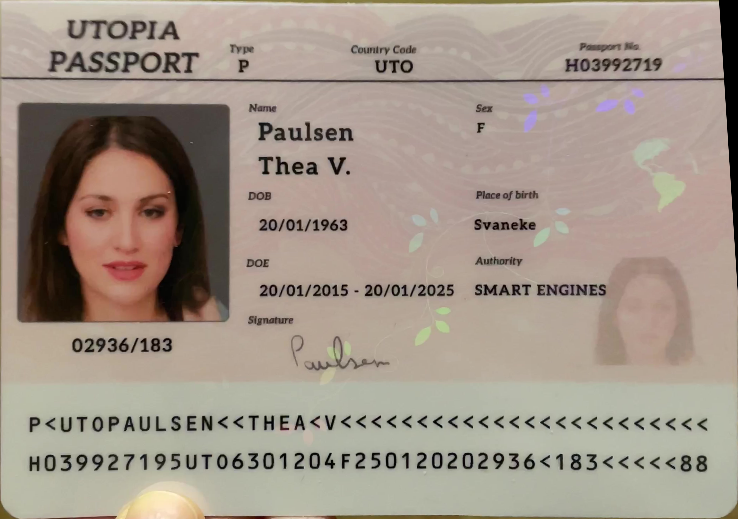 UTOPIA
PASSPORT
Type
P
Country Code
UTO
Passport No.
H03992719
Name
Paulsen
Thea V.
Sex
F
DOB
20/01/1963
Place of birth
Svaneke
DOE
20/01/2015 - 20/01/2025
Authority
SMART ENGINES
Signature
Paulsen
02936/183
P<UTOPAULSEN<<THEA<V<<<<<<<<<<<<<<<<<<<<<<<<
H039927195UTO6301204F250120202936<183<<<<<88